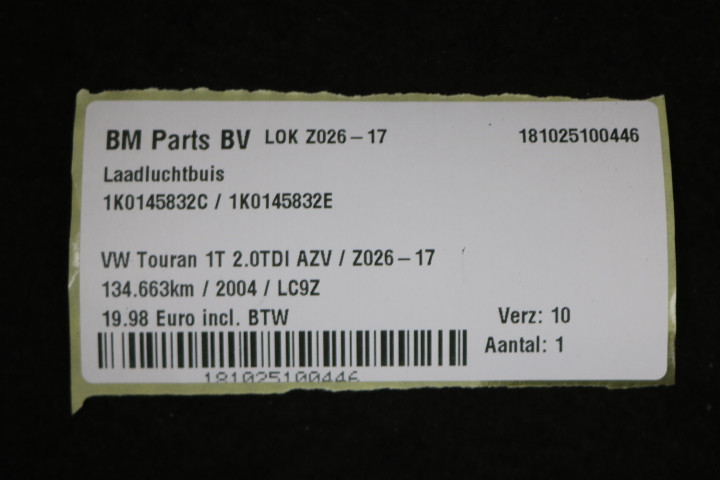 BM Parts BV LOK Z026-17 181025100446
Laadluchtbuis
1K0145832C / 1K0145832E
VW Touran 1T 2.0TDI AZV / Z026-17
134.663km / 2004 / LC9Z
19.98 Euro incl. BTW Verz: 10
Aantal: 1
181025100446